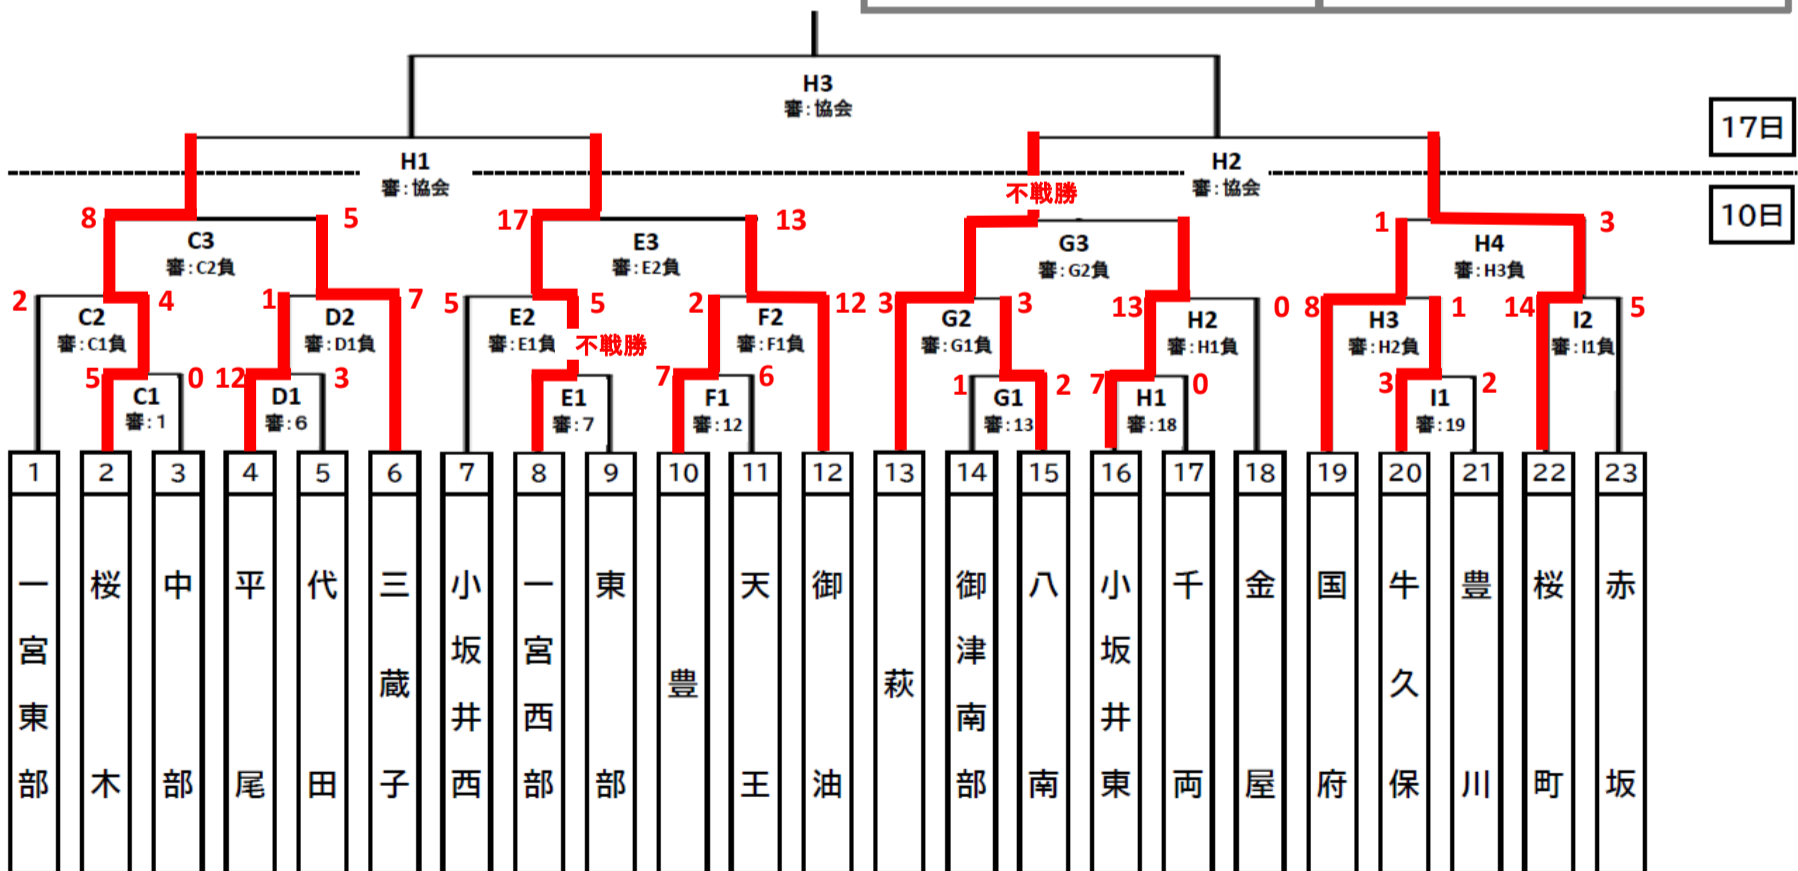 H3
審：協会
17日
H1
審：協会
H2
審：協会
不戦勝
10日
8
5
17
13
1
3
C3
審：C2負
E3
審：E2負
G3
審：G2負
H4
審：H3負
2
4
1
7
5
5
2
12
3
3
13
0
8
1
14
5
C2
審：C1負
D2
審：D1負
E2
審：E1負
不戦勝
F2
審：F1負
G2
審：G1負
H2
審：H1負
H3
審：H2負
I2
審：I1負
5
0
12
3
7
6
1
2
7
0
3
2
C1
審：1
D1
審：6
E1
審：7
F1
審：12
G1
審：13
H1
審：18
I1
審：19
1
2
3
4
5
6
7
8
9
10
11
12
13
14
15
16
17
18
19
20
21
22
23
一宮東部
桜木
中部
平尾
代田
三蔵子
小坂井西
一宮西部
東部
豊
天王
御油
萩
御津南部
八南
小坂井東
千両
金屋
国府
牛久保
豊川
桜町
赤坂